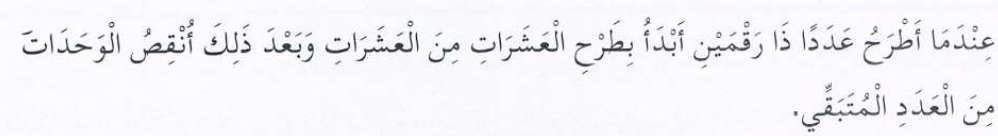 عِنْدَمَا أَطْرَحُ عَدَدًا ذَا رَقْمَيْنِ أَبْدَأُ بِطَرْحِ الْعَشَرَاتِ مِنَ الْعَشَرَاتِ وَبَعْدَ ذَلِكَ أُنْقِصُ الْوَحَدَاتَ
مِنَ الْعَدَدِ الْمُتَبَقِّي.